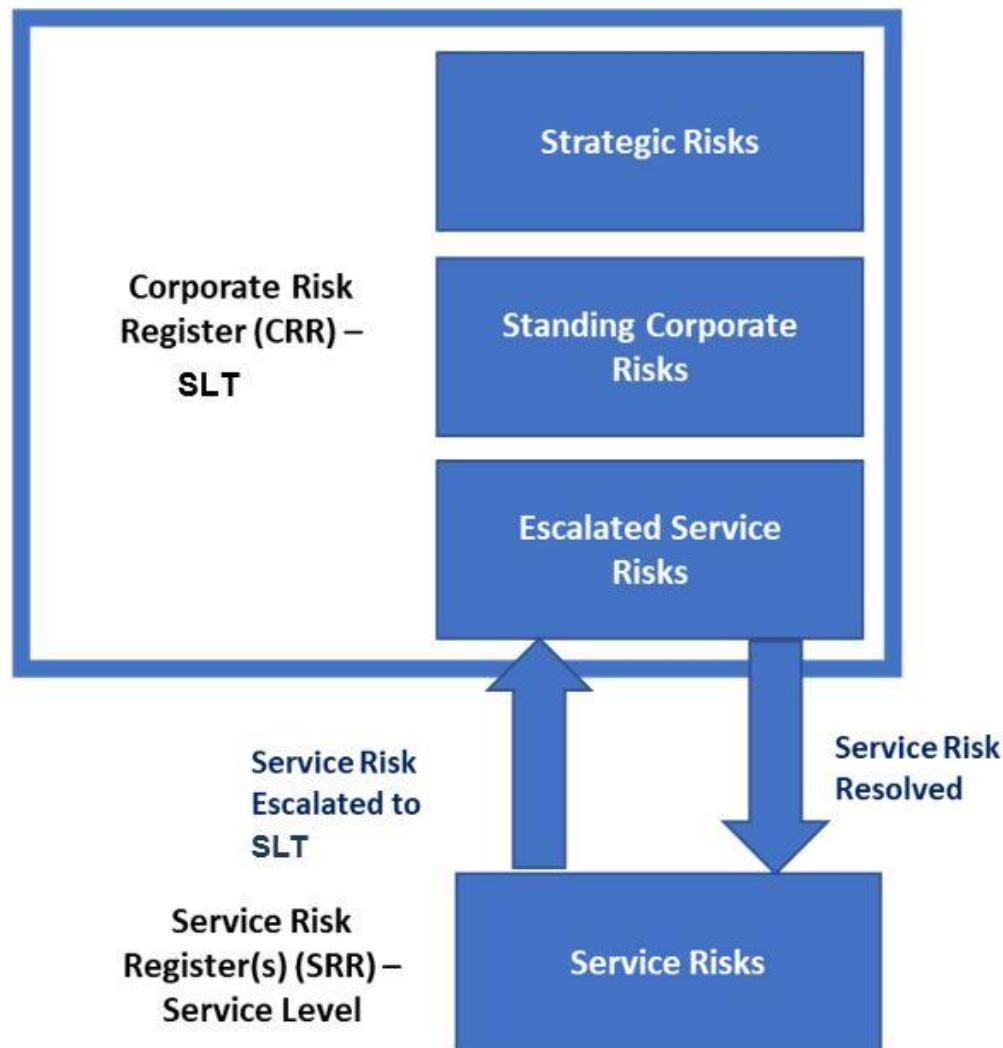 Strategic Risks
Corporate Risk
Register (CRR) –
SLT
Standing Corporate
Risks
Escalated Service
Risks
Service Risk
Escalated to
SLT
Service Risk
Resolved
Service Risk
Register(s) (SRR) –
Service Level
Service Risks